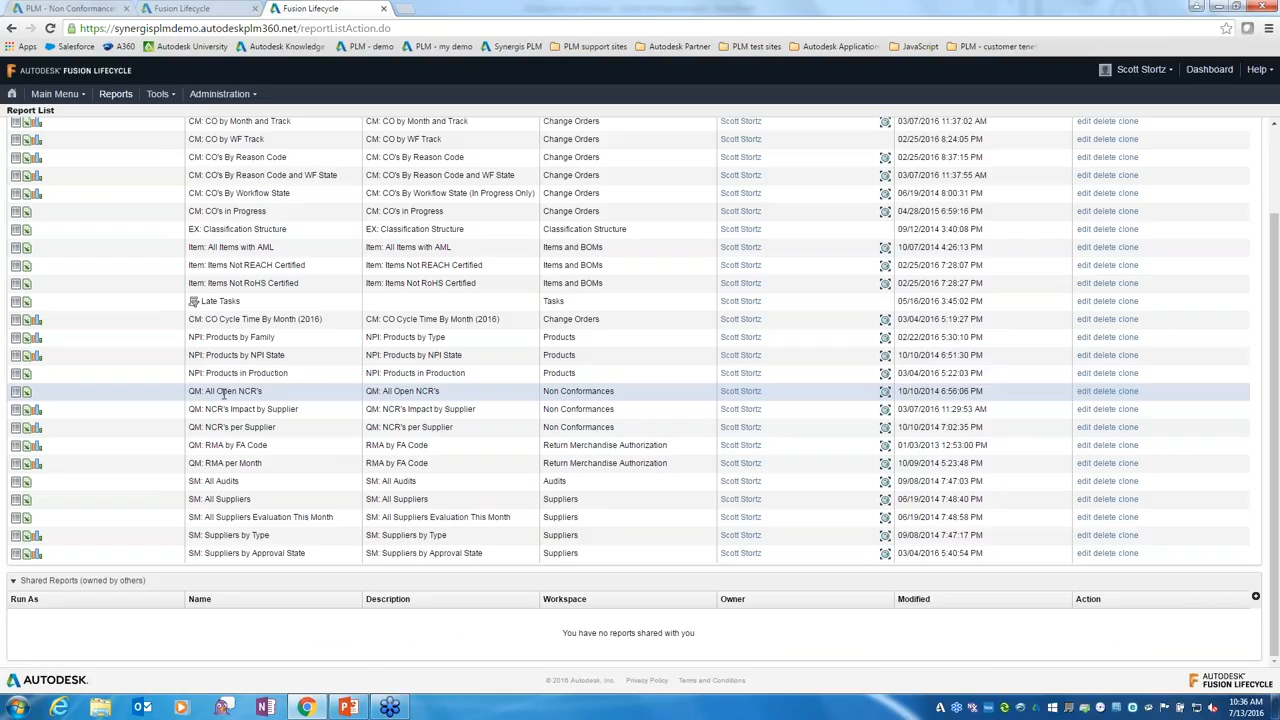 PLM - Non Conformance
Fusion Lifecycle
Fusion Lifecycle
https://synergisplmdemo.autodeskplm360.net/reportListAction.do
Apps Salesforce A360 Autodesk University Autodesk Knowledge PLM - demo PLM - my demo Synergis PLM PLM support sites Autodesk Partner PLM test sites Autodesk Application JavaScript PLM - customer tene
AUTODESK® FUSION LIFECYCLE Scott Stortz Dashboard Help
Main Menu Reports Tools Administration
Report List
CM: CO by Month and Track CM: CO by Month and Track Change Orders Scott Stortz 03/07/2016 11:37:02 AM edit delete clone
CM: CO by WF Track CM: CO by WF Track Change Orders Scott Stortz 02/25/2016 8:24:05 PM edit delete clone
CM: CO's By Reason Code CM: CO's By Reason Code Change Orders Scott Stortz 02/25/2016 8:37:15 PM edit delete clone
CM: CO's By Reason Code and WF State CM: CO's By Reason Code and WF State Change Orders Scott Stortz 03/07/2016 11:37:55 AM edit delete clone
CM: CO's By Workflow State CM: CO's By Workflow State (In Progress Only) Change Orders Scott Stortz 06/19/2014 8:00:31 PM edit delete clone
CM: CO's in Progress CM: CO's in Progress Change Orders Scott Stortz 04/28/2015 6:59:16 PM edit delete clone
EX: Classification Structure EX: Classification Structure Classification Structure Scott Stortz 09/12/2014 3:40:08 PM edit delete clone
Item: All Items with AML Item: All Items with AML Items and BOMs Scott Stortz 10/07/2014 4:26:13 PM edit delete clone
Item: Items Not REACH Certified Item: Items Not REACH Certified Items and BOMs Scott Stortz 02/25/2016 7:28:07 PM edit delete clone
Item: Items Not RoHS Certified Item: Items Not RoHS Certified Items and BOMs Scott Stortz 02/25/2016 7:28:27 PM edit delete clone
Late Tasks Tasks Scott Stortz 05/16/2016 3:45:02 PM edit delete clone
CM: CO Cycle Time By Month (2016) CM: CO Cycle Time By Month (2016) Change Orders Scott Stortz 03/04/2016 5:19:27 PM edit delete clone
NPI: Products by Family NPI: Products by Type Products Scott Stortz 02/22/2016 5:30:10 PM edit delete clone
NPI: Products by NPI State NPI: Products by NPI State Products Scott Stortz 10/10/2014 6:51:30 PM edit delete clone
NPI: Products in Production NPI: Products in Production Products Scott Stortz 03/04/2016 5:22:03 PM edit delete clone
QM: All Open NCR's QM: All Open NCR's Non Conformances Scott Stortz 10/10/2014 6:56:06 PM edit delete clone
QM: NCR's Impact by Supplier QM: NCR's Impact by Supplier Non Conformances Scott Stortz 03/07/2016 11:29:53 AM edit delete clone
QM: NCR's per Supplier QM: NCR's per Supplier Non Conformances Scott Stortz 10/10/2014 7:02:35 PM edit delete clone
QM: RMA by FA Code RMA by FA Code Return Merchandise Authorization Scott Stortz 01/03/2013 12:53:00 PM edit delete clone
QM: RMA per Month RMA by FA Code Return Merchandise Authorization Scott Stortz 10/09/2014 5:23:48 PM edit delete clone
SM: All Audits SM: All Audits Audits Scott Stortz 09/08/2014 7:47:03 PM edit delete clone
SM: All Suppliers SM: All Suppliers Suppliers Scott Stortz 06/19/2014 7:48:40 PM edit delete clone
SM: All Suppliers Evaluation This Month SM: All Suppliers Evaluation This Month Suppliers Scott Stortz 06/19/2014 7:48:58 PM edit delete clone
SM: Suppliers by Type SM: Suppliers by Type Suppliers Scott Stortz 09/08/2014 7:47:17 PM edit delete clone
SM: Suppliers by Approval State SM: Suppliers by Approval State Suppliers Scott Stortz 03/04/2016 5:40:54 PM edit delete clone
Shared Reports (owned by others)
Run As Name Description Workspace Owner Modified Action
You have no reports shared with you
AUTODESK. © 2016 Autodesk, Inc. Privacy Policy Terms and Conditions AUTODESK® FUSION LIFECYCLE
10:36 AM
7/13/2016